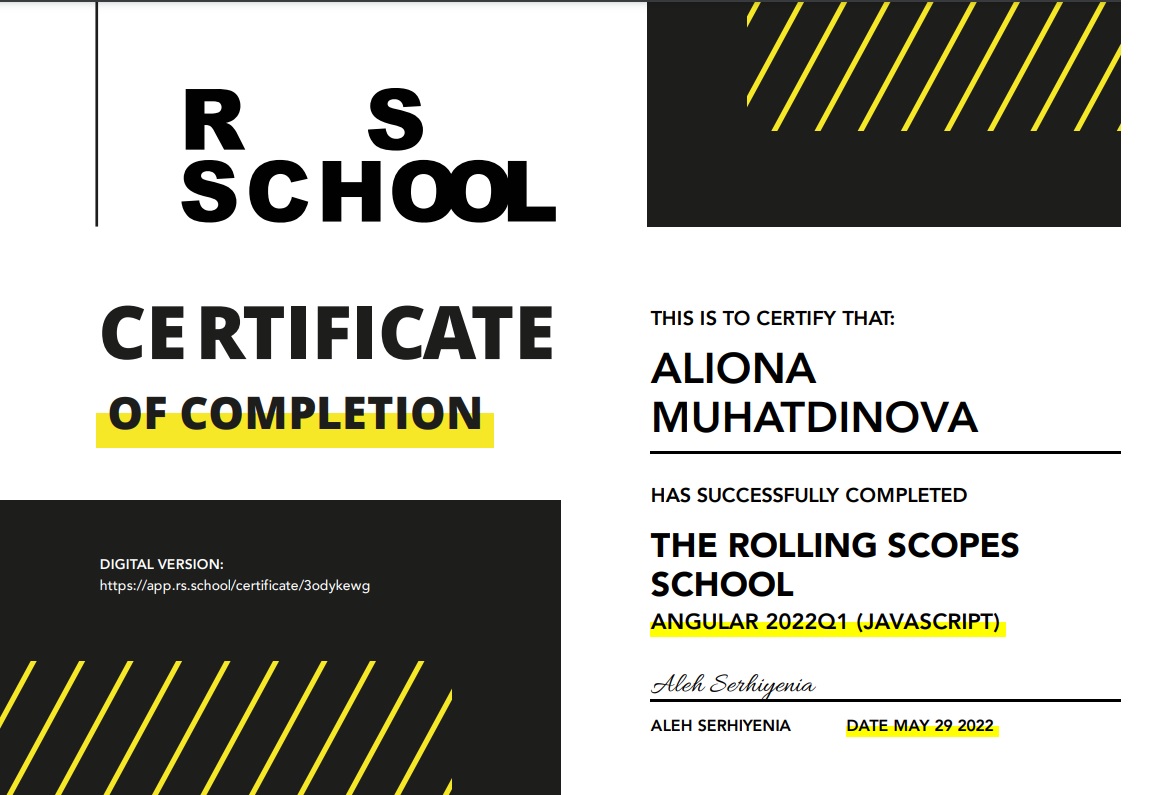 R S
SCHOOL
CERTIFICATE
OF COMPLETION
DIGITAL VERSION:
https://app.rs.school/certificate/3odykewg
THIS IS TO CERTIFY THAT:
ALIONA
MUHATDINOVA
HAS SUCCESSFULLY COMPLETED
THE ROLLING SCOPES
SCHOOL
ANGULAR 2022Q1 (JAVASCRIPT)
Aleh Serhiyenia
ALEH SERHIYENIA DATE MAY 29 2022